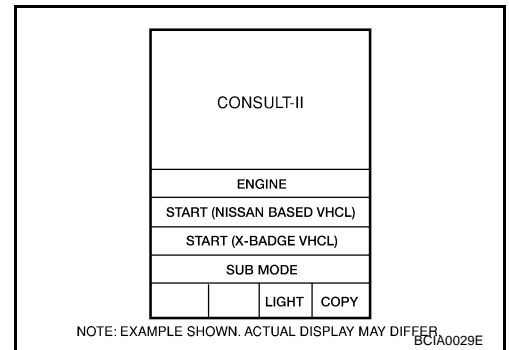 CONSULT-II
ENGINE
START (NISSAN BASED VHCL)
START (X-BADGE VHCL)
SUB MODE
LIGHT COPY
NOTE: EXAMPLE SHOWN. ACTUAL DISPLAY MAY DIFFER.
BCIA0029E